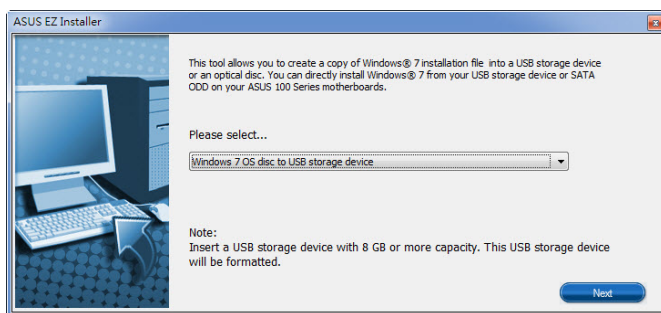 ASUS EZ Installer
This tool allows you to create a copy of Windows® 7 installation file into a USB storage device
or an optical disc. You can directly install Windows® 7 from your USB storage device or SATA
ODD on your ASUS 100 Series motherboards.
Please select...
Windows 7 OS disc to USB storage device
Note:
Insert a USB storage device with 8 GB or more capacity. This USB storage device
will be formatted.
Next